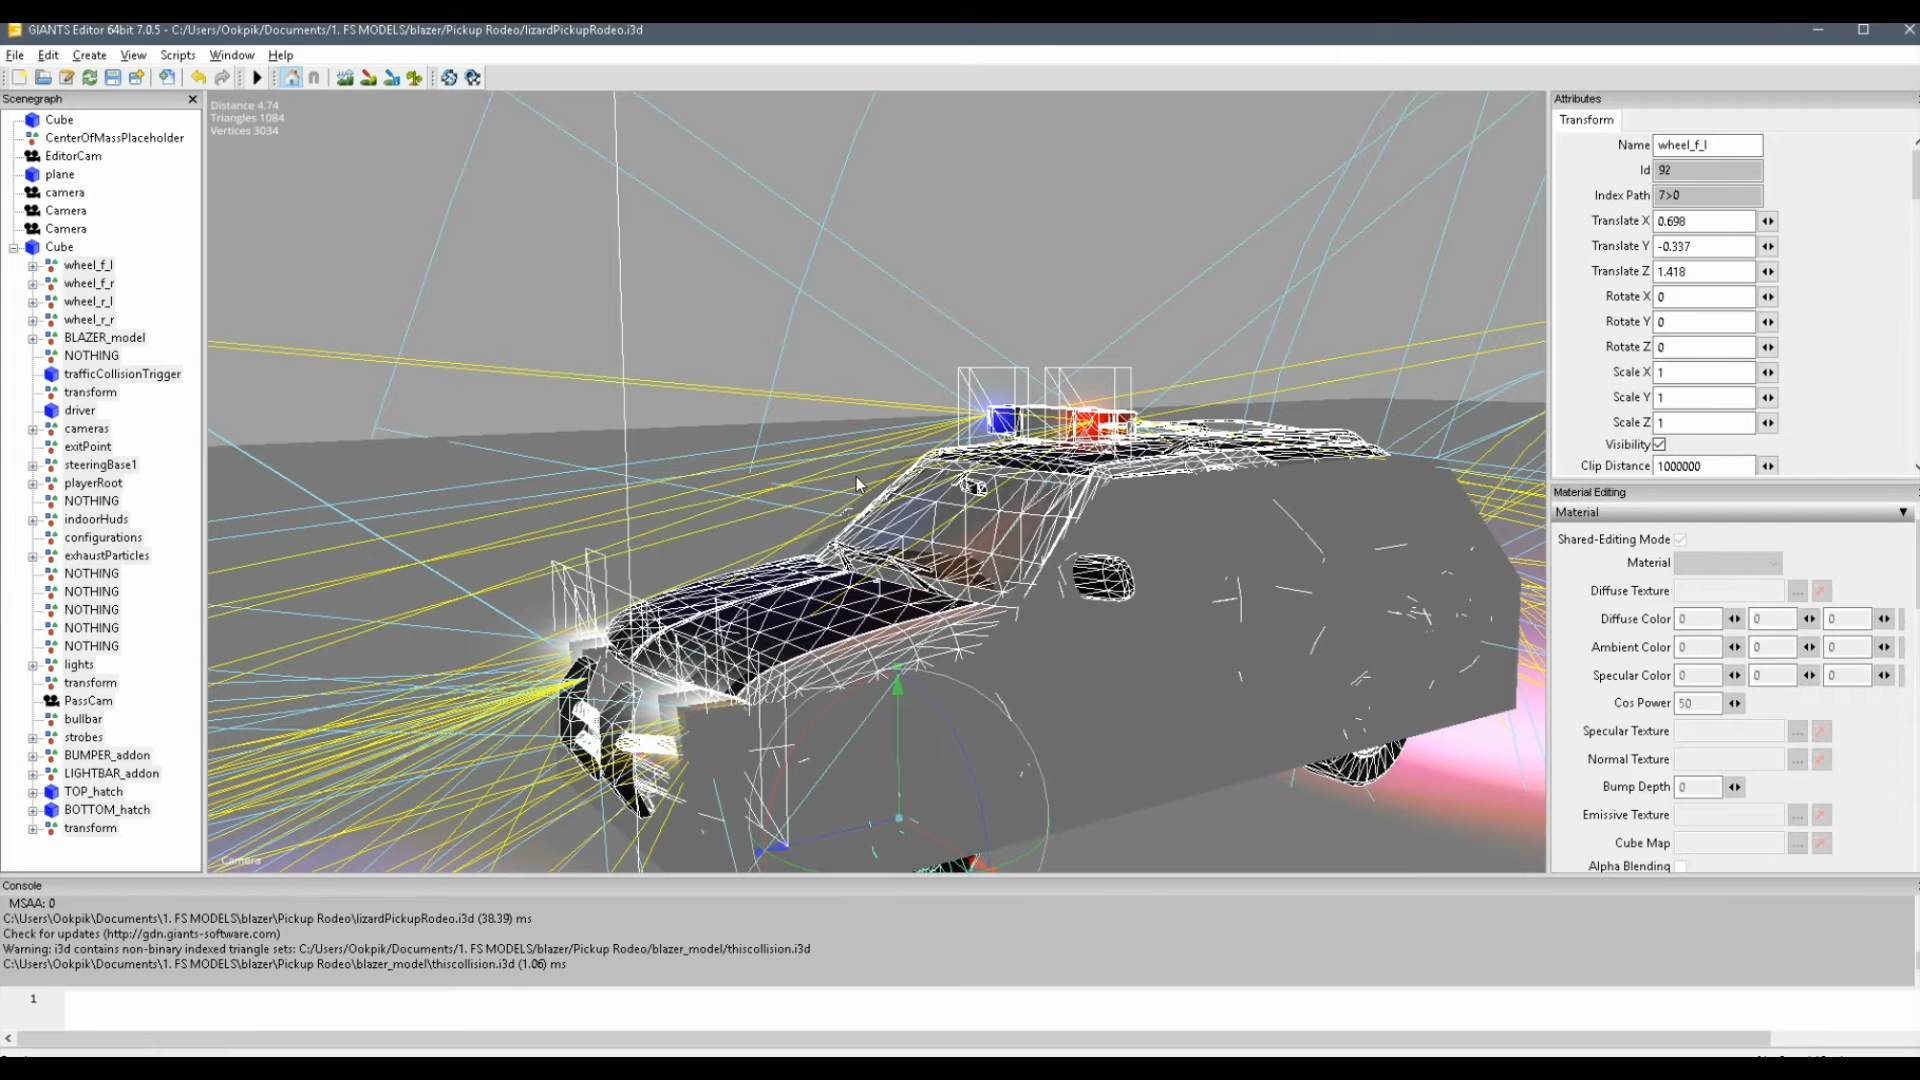 GIANTS Editor 64bit 7.0.5 - C:/Users/Ookpik/Documents/1. FS MODELS/blazer/Pickup Rodeo/lizardPickupRodeo.i3d
File Edit Create View Scripts Window Help
Scenegraph
Cube
CenterOfMassPlaceholder
EditorCam
plane
camera
Camera
Camera
Cube
wheel_f_l
wheel_f_r
wheel_r_l
wheel_r_r
BLAZER_model
NOTHING
trafficCollisionTrigger
transform
driver
cameras
exitPoint
steeringBase1
playerRoot
NOTHING
indoorHuds
configurations
exhaustParticles
NOTHING
NOTHING
NOTHING
NOTHING
NOTHING
lights
transform
PassCam
bullbar
strobes
BUMPER_addon
LIGHTBAR_addon
TOP_hatch
BOTTOM_hatch
transform
Distance 4.74
Triangles 1084
Vertices 3034
Camera
Attributes
Transform
Name wheel_f_l
Id 92
Index Path 7>0
Translate X 0.698
Translate Y -0.337
Translate Z 1.418
Rotate X 0
Rotate Y 0
Rotate Z 0
Scale X 1
Scale Y 1
Scale Z 1
Visibility
Clip Distance 1000000
Material Editing
Material
Shared-Editing Mode
Material
Diffuse Texture ...
Diffuse Color 0 0 0
Ambient Color 0 0 0
Specular Color 0 0 0
Cos Power 50
Specular Texture ...
Normal Texture ...
Bump Depth 0
Emissive Texture ...
Cube Map ...
Alpha Blending
Console
MSAA: 0
C:\Users\Ookpik\Documents\1. FS MODELS\blazer\Pickup Rodeo\lizardPickupRodeo.i3d (38.39) ms
Check for updates (http://gdn.giants-software.com)
Warning: i3d contains non-binary indexed triangle sets: C:/Users/Ookpik/Documents/1. FS MODELS/blazer/Pickup Rodeo/blazer_model/thiscollision.i3d
C:\Users\Ookpik\Documents\1. FS MODELS\blazer\Pickup Rodeo\blazer_model\thiscollision.i3d (1.06) ms
1